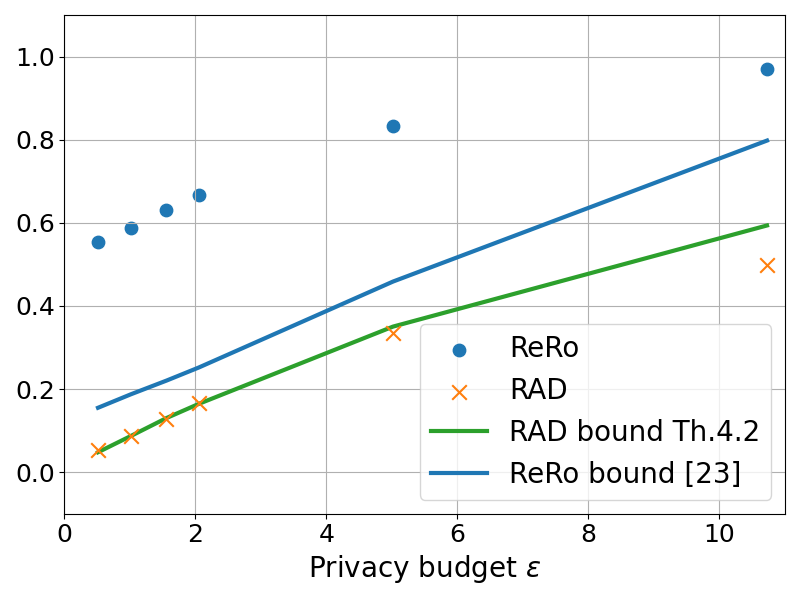 1.0
0.8
0.6
0.4
0.2
0.0
0 2 4 6 8 10
Privacy budget ε
ReRo
RAD
RAD bound Th.4.2
ReRo bound [23]